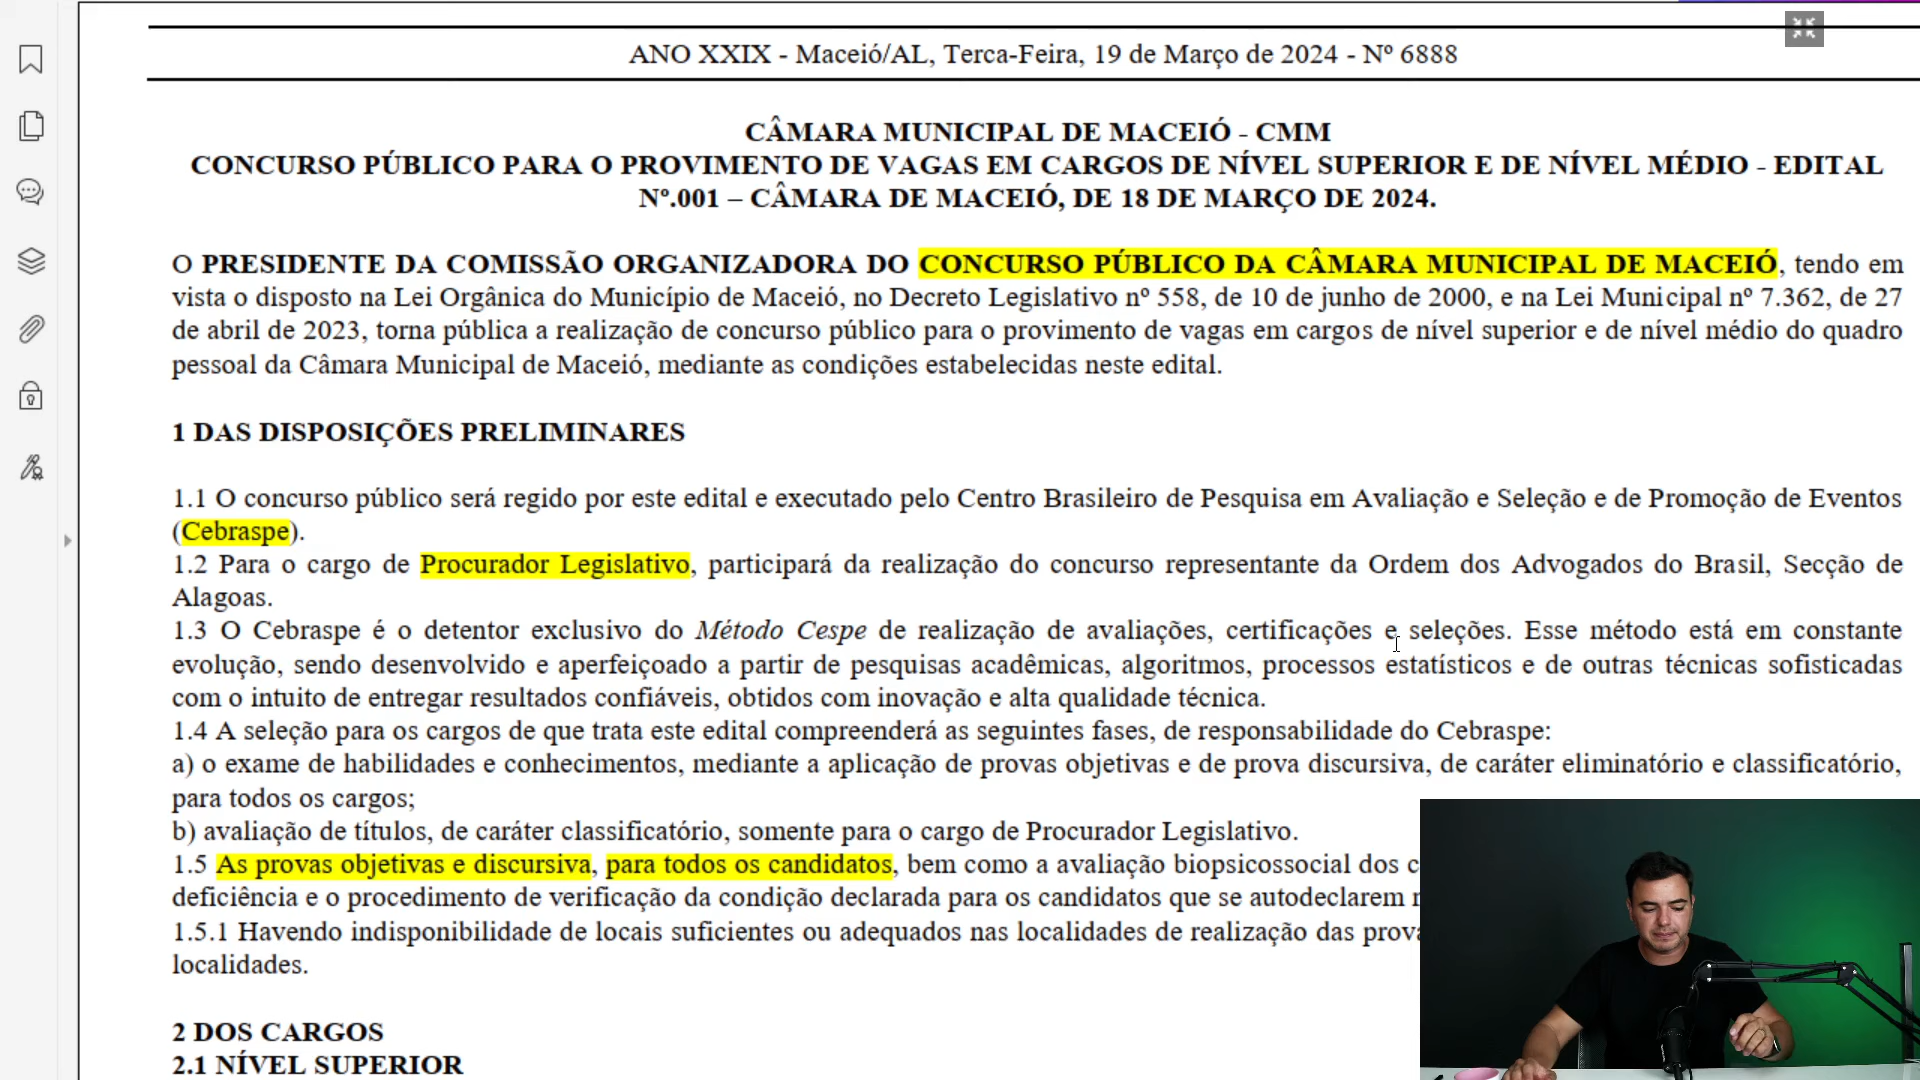 ANO XXIX - Maceió/AL, Terca-Feira, 19 de Março de 2024 - Nº 6888
CÂMARA MUNICIPAL DE MACEIÓ - CMM
CONCURSO PÚBLICO PARA O PROVIMENTO DE VAGAS EM CARGOS DE NÍVEL SUPERIOR E DE NÍVEL MÉDIO - EDITAL
Nº.001 – CÂMARA DE MACEIÓ, DE 18 DE MARÇO DE 2024.
O PRESIDENTE DA COMISSÃO ORGANIZADORA DO CONCURSO PÚBLICO DA CÂMARA MUNICIPAL DE MACEIÓ, tendo em
vista o disposto na Lei Orgânica do Município de Maceió, no Decreto Legislativo nº 558, de 10 de junho de 2000, e na Lei Municipal nº 7.362, de 27
de abril de 2023, torna pública a realização de concurso público para o provimento de vagas em cargos de nível superior e de nível médio do quadro
pessoal da Câmara Municipal de Maceió, mediante as condições estabelecidas neste edital.
1 DAS DISPOSIÇÕES PRELIMINARES
1.1 O concurso público será regido por este edital e executado pelo Centro Brasileiro de Pesquisa em Avaliação e Seleção e de Promoção de Eventos
(Cebraspe).
1.2 Para o cargo de Procurador Legislativo, participará da realização do concurso representante da Ordem dos Advogados do Brasil, Secção de
Alagoas.
1.3 O Cebraspe é o detentor exclusivo do Método Cespe de realização de avaliações, certificações e seleções. Esse método está em constante
evolução, sendo desenvolvido e aperfeiçoado a partir de pesquisas acadêmicas, algoritmos, processos estatísticos e de outras técnicas sofisticadas
com o intuito de entregar resultados confiáveis, obtidos com inovação e alta qualidade técnica.
1.4 A seleção para os cargos de que trata este edital compreenderá as seguintes fases, de responsabilidade do Cebraspe:
a) o exame de habilidades e conhecimentos, mediante a aplicação de provas objetivas e de prova discursiva, de caráter eliminatório e classificatório,
para todos os cargos;
b) avaliação de títulos, de caráter classificatório, somente para o cargo de Procurador Legislativo.
1.5 As provas objetivas e discursiva, para todos os candidatos, bem como a avaliação biopsicossocial dos
deficiência e o procedimento de verificação da condição declarada para os candidatos que se autodeclarem
1.5.1 Havendo indisponibilidade de locais suficientes ou adequados nas localidades de realização das
localidades.
2 DOS CARGOS
2.1 NÍVEL SUPERIOR